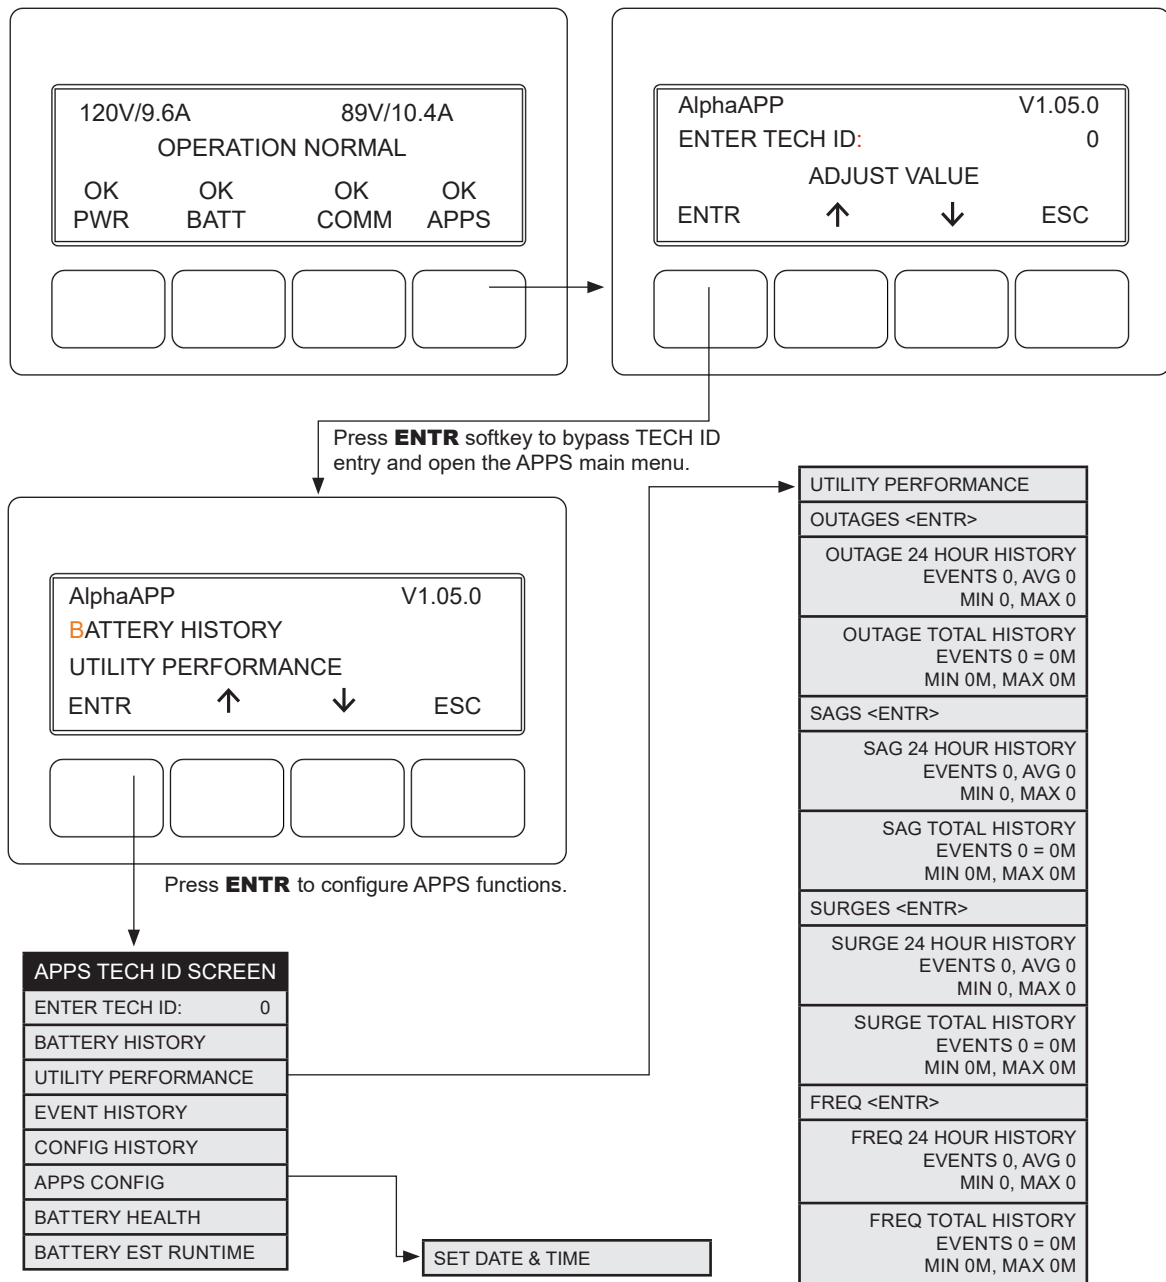 120V/9.6A 89V/10.4A
OPERATION NORMAL
OK OK OK OK
PWR BATT COMM APPS
AlphaAPP V1.05.0
ENTER TECH ID: 0
ADJUST VALUE
ENTR ↑ ↓ ESC
Press ENTR softkey to bypass TECH ID
entry and open the APPS main menu.
AlphaAPP V1.05.0
BATTERY HISTORY
UTILITY PERFORMANCE
ENTR ↑ ↓ ESC
Press ENTR to configure APPS functions.
APPS TECH ID SCREEN
ENTER TECH ID: 0
BATTERY HISTORY
UTILITY PERFORMANCE
EVENT HISTORY
CONFIG HISTORY
APPS CONFIG
BATTERY HEALTH
BATTERY EST RUNTIME
SET DATE & TIME
UTILITY PERFORMANCE
OUTAGES <ENTR>
OUTAGE 24 HOUR HISTORY
EVENTS 0, AVG 0
MIN 0, MAX 0
OUTAGE TOTAL HISTORY
EVENTS 0 = 0M
MIN 0M, MAX 0M
SAGS <ENTR>
SAG 24 HOUR HISTORY
EVENTS 0, AVG 0
MIN 0, MAX 0
SAG TOTAL HISTORY
EVENTS 0 = 0M
MIN 0M, MAX 0M
SURGES <ENTR>
SURGE 24 HOUR HISTORY
EVENTS 0, AVG 0
MIN 0, MAX 0
SURGE TOTAL HISTORY
EVENTS 0 = 0M
MIN 0M, MAX 0M
FREQ <ENTR>
FREQ 24 HOUR HISTORY
EVENTS 0, AVG 0
MIN 0, MAX 0
FREQ TOTAL HISTORY
EVENTS 0 = 0M
MIN 0M, MAX 0M